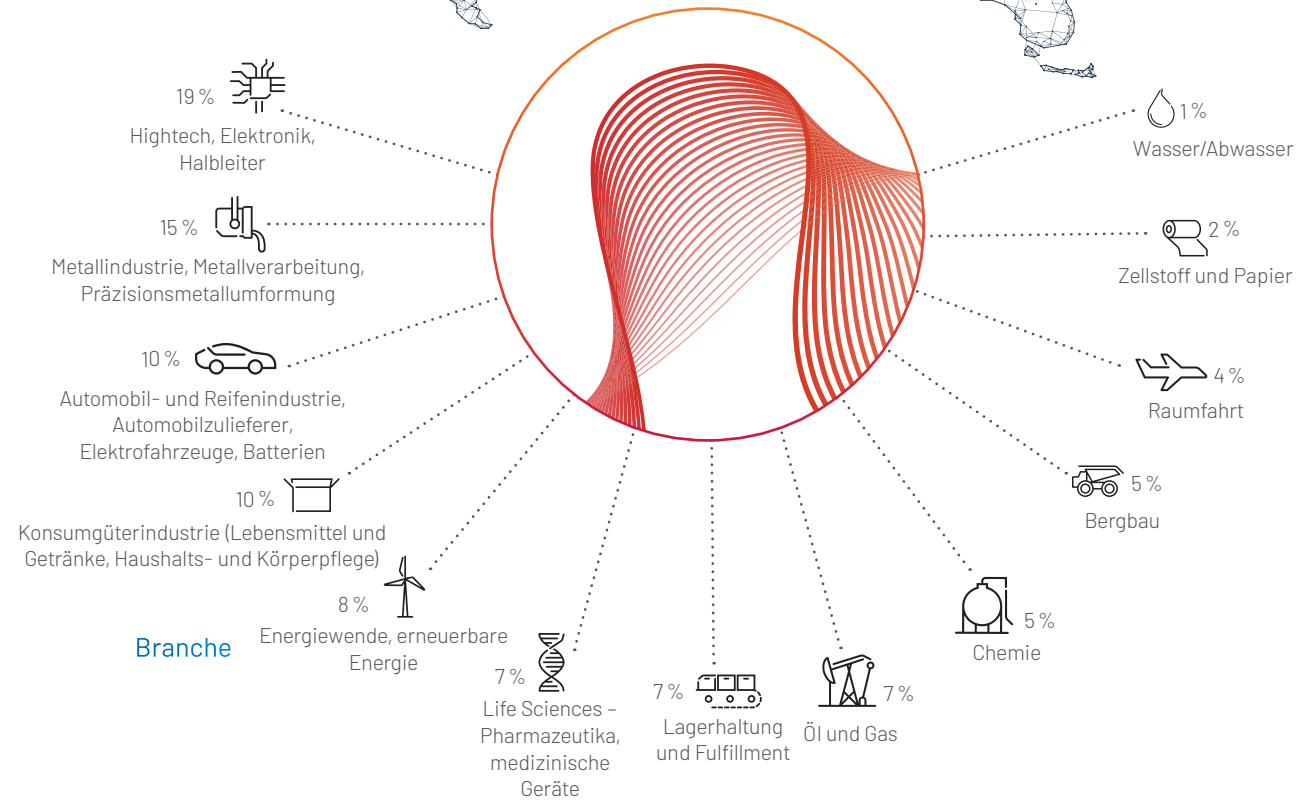 19 %
Hightech, Elektronik,
Halbleiter
15 %
Metallindustrie, Metallverarbeitung,
Präzisionsmetallumformung
10 %
Automobil- und Reifenindustrie,
Automobilzulieferer,
Elektrofahrzeuge, Batterien
10 %
Konsumgüterindustrie (Lebensmittel und
Getränke, Haushalts- und Körperpflege)
8 %
Energiewende, erneuerbare
Energie
Branche
7 %
Life Sciences –
Pharmazeutika,
medizinische
Geräte
7 %
Lagerhaltung
und Fulfillment
7 %
Öl und Gas
5 %
Chemie
5 %
Bergbau
4 %
Raumfahrt
2 %
Zellstoff und Papier
1 %
Wasser/Abwasser